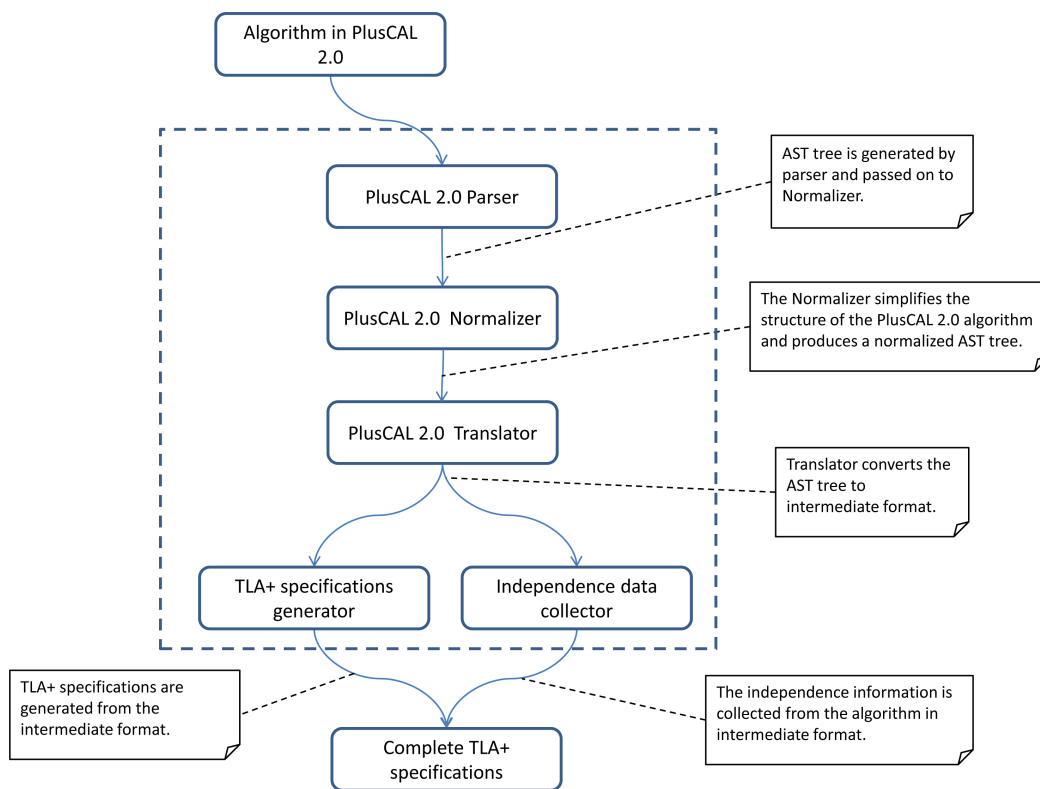 Algorithm in PlusCAL
2.0
AST tree is generated by
parser and passed on to
Normalizer.
PlusCAL 2.0 Parser
The Normalizer simplifies the
structure of the PlusCAL 2.0 algorithm
and produces a normalized AST tree.
PlusCAL 2.0 Normalizer
PlusCAL 2.0 Translator
Translator converts the
AST tree to
intermediate format.
TLA+ specifications
generator
Independence data
collector
TLA+ specifications are
generated from the
intermediate format.
The independence information is
collected from the algorithm in
intermediate format.
Complete TLA+
specifications